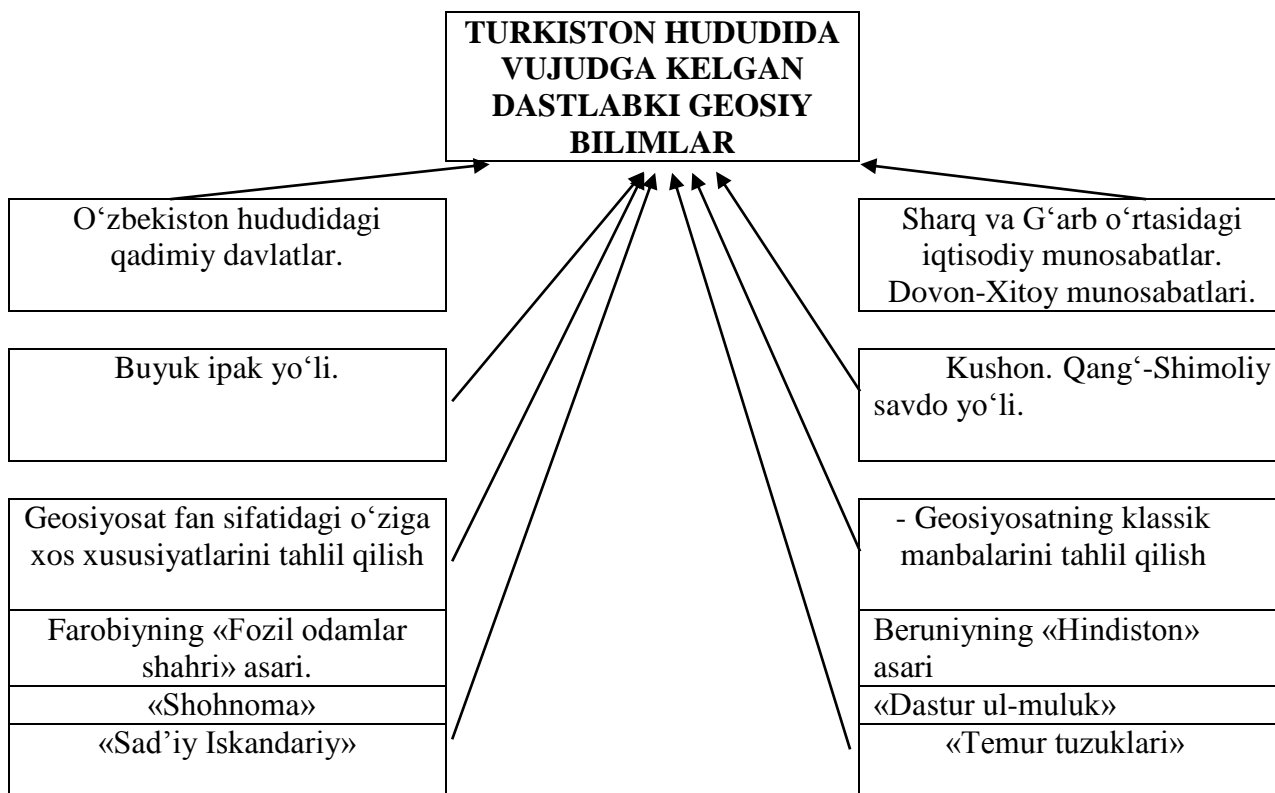 TURKISTON HUDUDIDA
VUJUDGA KELGAN
DASTLABKI GEOSIY
BILIMLAR
O‘zbekiston hududidagi
qadimiy davlatlar.
Sharq va G‘arb o‘rtasidagi
iqtisodiy munosabatlar.
Dovon-Xitoy munosabatlari.
Buyuk ipak yo‘li.
Kushon. Qang‘-Shimoliy
savdo yo‘li.
Geosiyosat fan sifatidagi o‘ziga
xos xususiyatlarini tahlil qilish
- Geosiyosatning klassik
manbalarini tahlil qilish
Farobiyning «Fozil odamlar
shahri» asari.
Beruniyning «Hindiston»
asari
«Shohnoma»
«Dastur ul-muluk»
«Sad’iy Iskandariy»
«Temur tuzuklari»